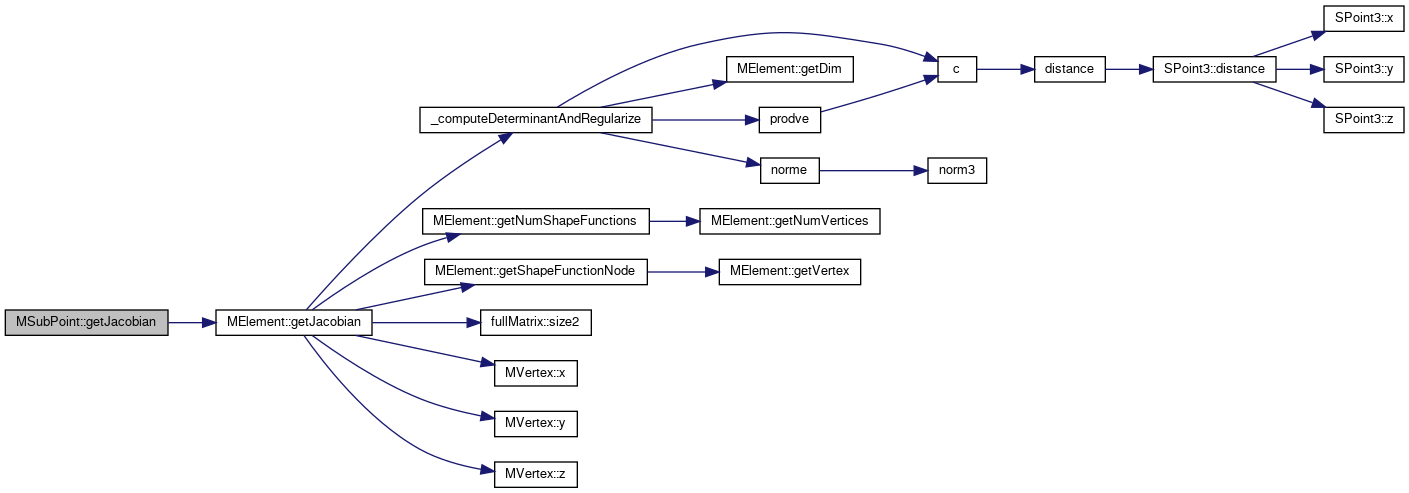 MSubPoint::getJacobian
MElement::getJacobian
_computeDeterminantAndRegularize
c
distance
SPoint3::distance
SPoint3::x
SPoint3::y
SPoint3::z
MElement::getDim
prodve
norme
norm3
MElement::getNumShapeFunctions
MElement::getNumVertices
MElement::getShapeFunctionNode
MElement::getVertex
fullMatrix::size2
MVertex::x
MVertex::y
MVertex::z